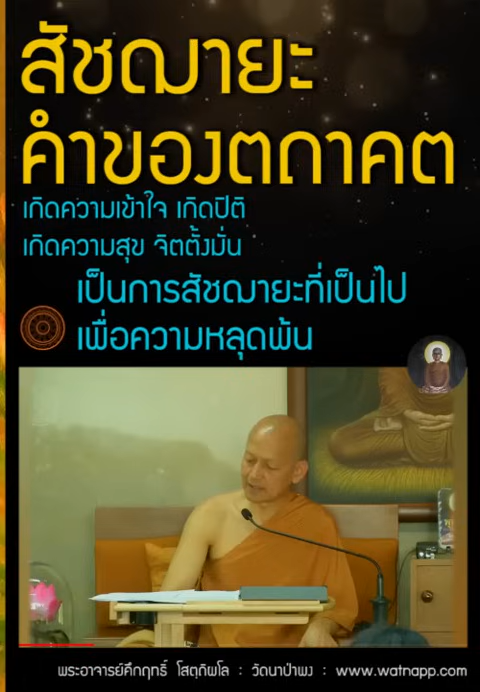 สัชฌายะ
คำของตถาคต
เกิดความเข้าใจ เกิดปิติ
เกิดความสุข จิตตั้งมั่น
เป็นการสัชฌายะที่เป็นไป
เพื่อความหลุดพ้น
พระอาจารย์คึกฤทธิ์ โสตฺถิผโล : วัดนาป่าพง : www.watnapp.com